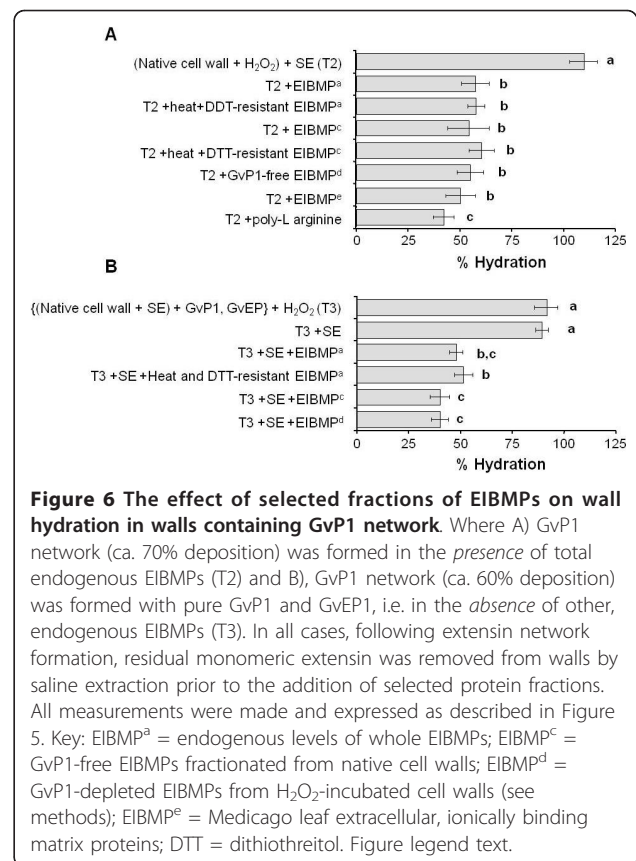 A
(Native cell wall + H₂O₂) + SE (T2)
a
T2 +EIBMPᵃ
b
T2 +heat+DDT-resistant EIBMPᵃ
b
T2 + EIBMPᶜ
b
T2 +heat +DTT-resistant EIBMPᶜ
b
T2 +GvP1-free EIBMPᵈ
b
T2 +EIBMPᵉ
b
T2 +poly-L arginine
c
0 25 50 75 100 125
% Hydration
B
{(Native cell wall + SE) + GvP1, GvEP} + H₂O₂ (T3)
a
T3 +SE
a
T3 +SE +EIBMPᵃ
b,c
T3 +SE +Heat and DTT-resistant EIBMPᵃ
b
T3 +SE+EIBMPᶜ
c
T3 +SE+EIBMPᵈ
c
0 25 50 75 100 125
% Hydration
Figure 6 The effect of selected fractions of EIBMPs on wall
hydration in walls containing GvP1 network. Where A) GvP1
network (ca. 70% deposition) was formed in the presence of total
endogenous EIBMPs (T2) and B), GvP1 network (ca. 60% deposition)
was formed with pure GvP1 and GvEP1, i.e. in the absence of other,
endogenous EIBMPs (T3). In all cases, following extensin network
formation, residual monomeric extensin was removed from walls by
saline extraction prior to the addition of selected protein fractions.
All measurements were made and expressed as described in Figure
5. Key: EIBMPᵃ = endogenous levels of whole EIBMPs; EIBMPᶜ =
GvP1-free EIBMPs fractionated from native cell walls; EIBMPᵈ =
GvP1-depleted EIBMPs from H₂O₂-incubated cell walls (see
methods); EIBMPᵉ = Medicago leaf extracellular, ionically binding
matrix proteins; DTT = dithiothreitol. Figure legend text.